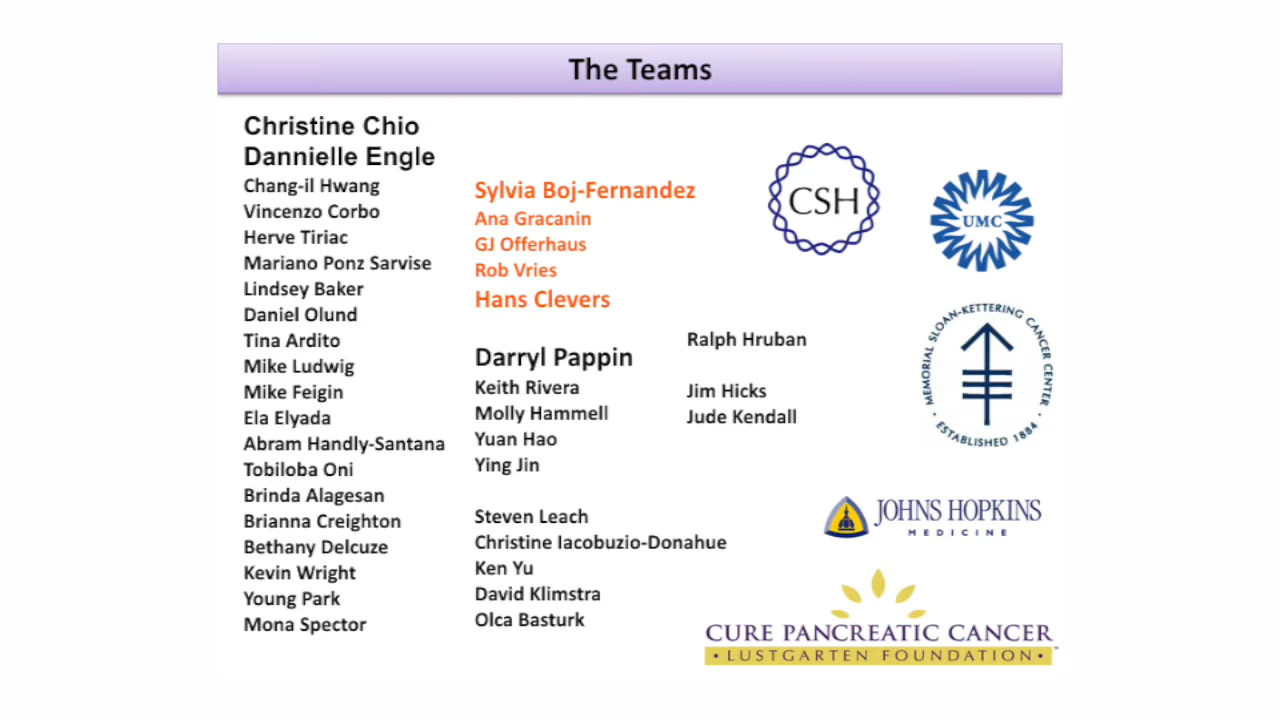 The Teams
Christine Chio
Dannielle Engle
Chang-il Hwang
Vincenzo Corbo
Herve Tiriac
Mariano Ponz Sarvise
Lindsey Baker
Daniel Olund
Tina Ardito
Mike Ludwig
Mike Feigin
Ela Elyada
Abram Handly-Santana
Tobiloba Oni
Brinda Alagesan
Brianna Creighton
Bethany Delcuze
Kevin Wright
Young Park
Mona Spector
Sylvia Boj-Fernandez
Ana Gracanin
GJ Offerhaus
Rob Vries
Hans Clevers
Darryl Pappin
Keith Rivera
Molly Hammell
Yuan Hao
Ying Jin
Steven Leach
Christine Iacobuzio-Donahue
Ken Yu
David Klimstra
Olca Basturk
Ralph Hruban
Jim Hicks
Jude Kendall
CSH
UMC
MEMORIAL SLOAN-KETTERING CANCER CENTER
· ESTABLISHED 1884 ·
JOHNS HOPKINS
MEDICINE
CURE PANCREATIC CANCER
• LUSTGARTEN FOUNDATION • ™